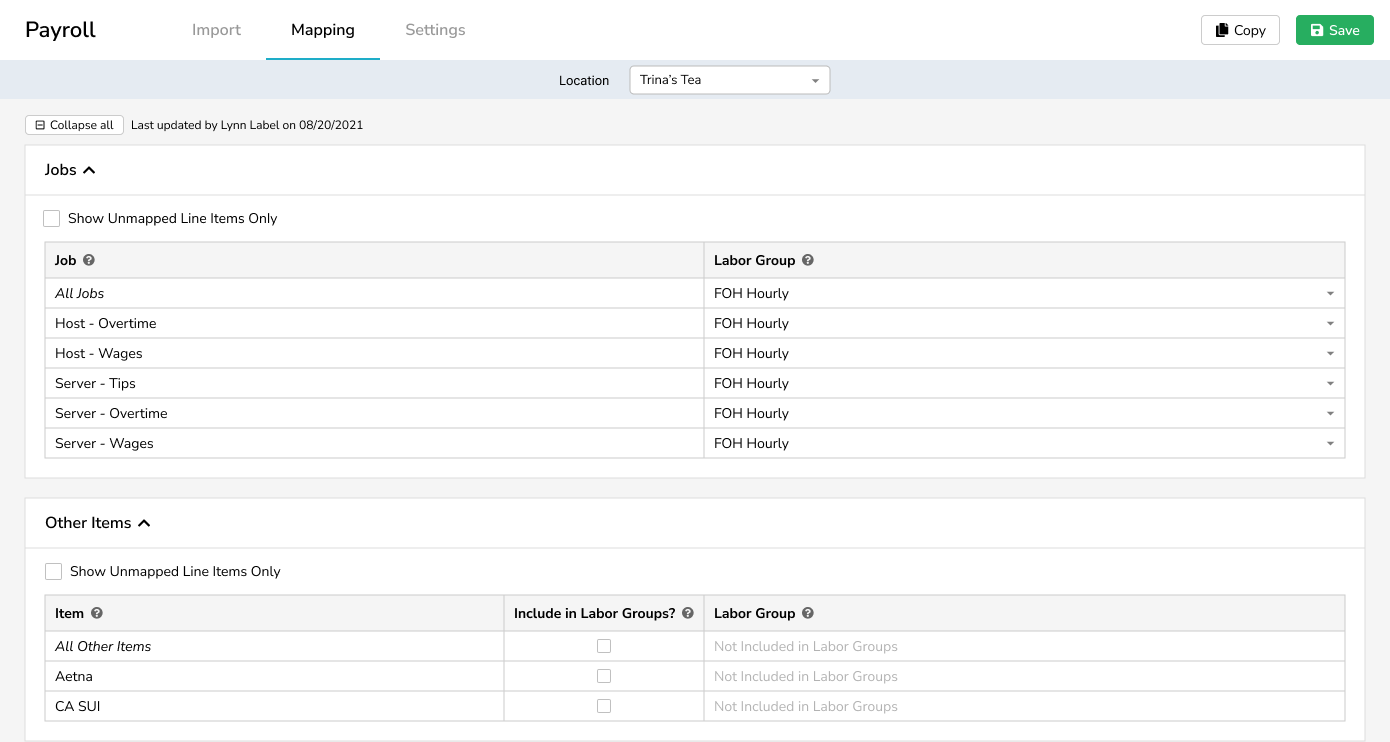 Payroll Import Mapping Settings Copy Save
Location Trina's Tea
Collapse all Last updated by Lynn Label on 08/20/2021
Jobs
Show Unmapped Line Items Only
Job Labor Group
All Jobs FOH Hourly
Host - Overtime FOH Hourly
Host - Wages FOH Hourly
Server - Tips FOH Hourly
Server - Overtime FOH Hourly
Server - Wages FOH Hourly
Other Items
Show Unmapped Line Items Only
Item Include in Labor Groups? Labor Group
All Other Items Not Included in Labor Groups
Aetna Not Included in Labor Groups
CA SUI Not Included in Labor Groups